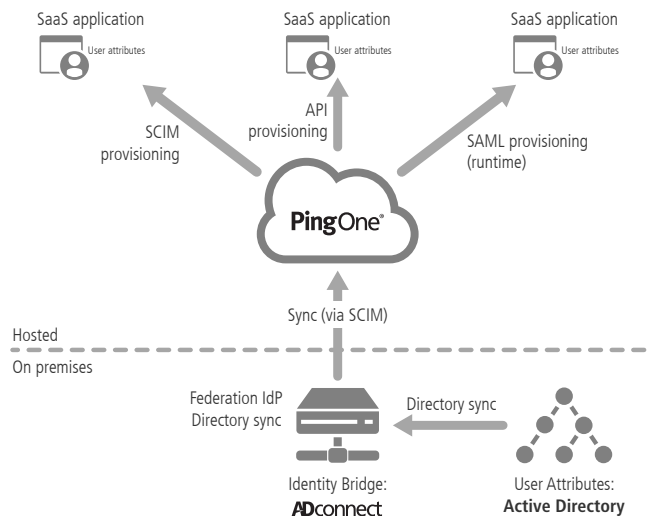 SaaS application
User attributes
SaaS application
User attributes
SaaS application
User attributes
SCIM
provisioning
API
provisioning
SAML provisioning
(runtime)
PingOne®
Sync (via SCIM)
Hosted
On premises
Federation IdP
Directory sync
Directory sync
Identity Bridge:
ADconnect
User Attributes:
Active Directory